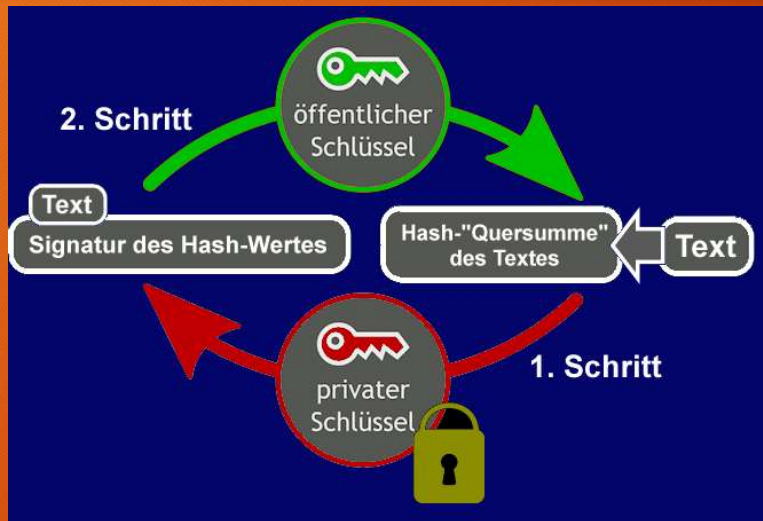 öffentlicher
Schlüssel
2. Schritt
Text
Signatur des Hash-Wertes
Hash-"Quersumme"
des Textes
Text
privater
Schlüssel
1. Schritt